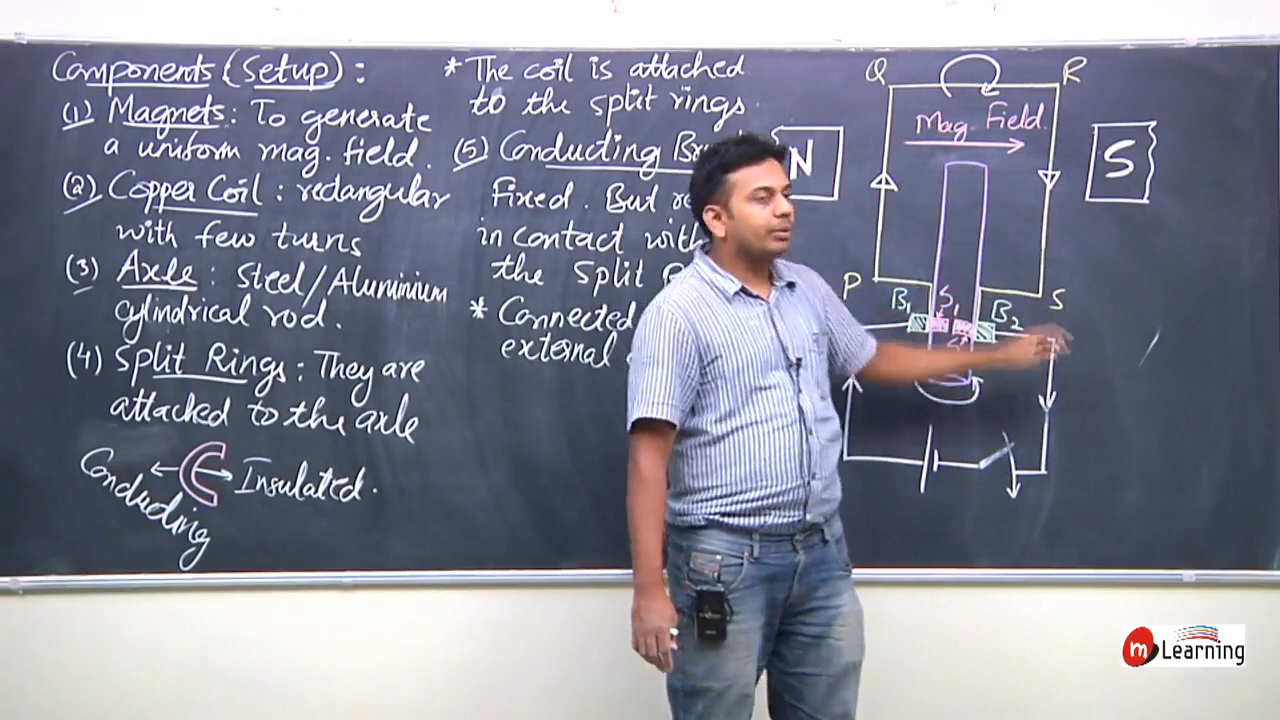 Components (Setup) :
(1) Magnets : To generate
a uniform mag. field.
(2) Copper Coil : rectangular
with few turns
(3) Axle : Steel/Aluminium
cylindrical rod.
(4) Split Rings : They are
attached to the axle
Conducting
Insulated.
* The coil is attached
to the split rings.
(5) Conducting
Fixed. But
in contact with
the Split
* Connected
external
Q R
Mag. Field.
N
S
P S
B1 S1 B2
m Learning